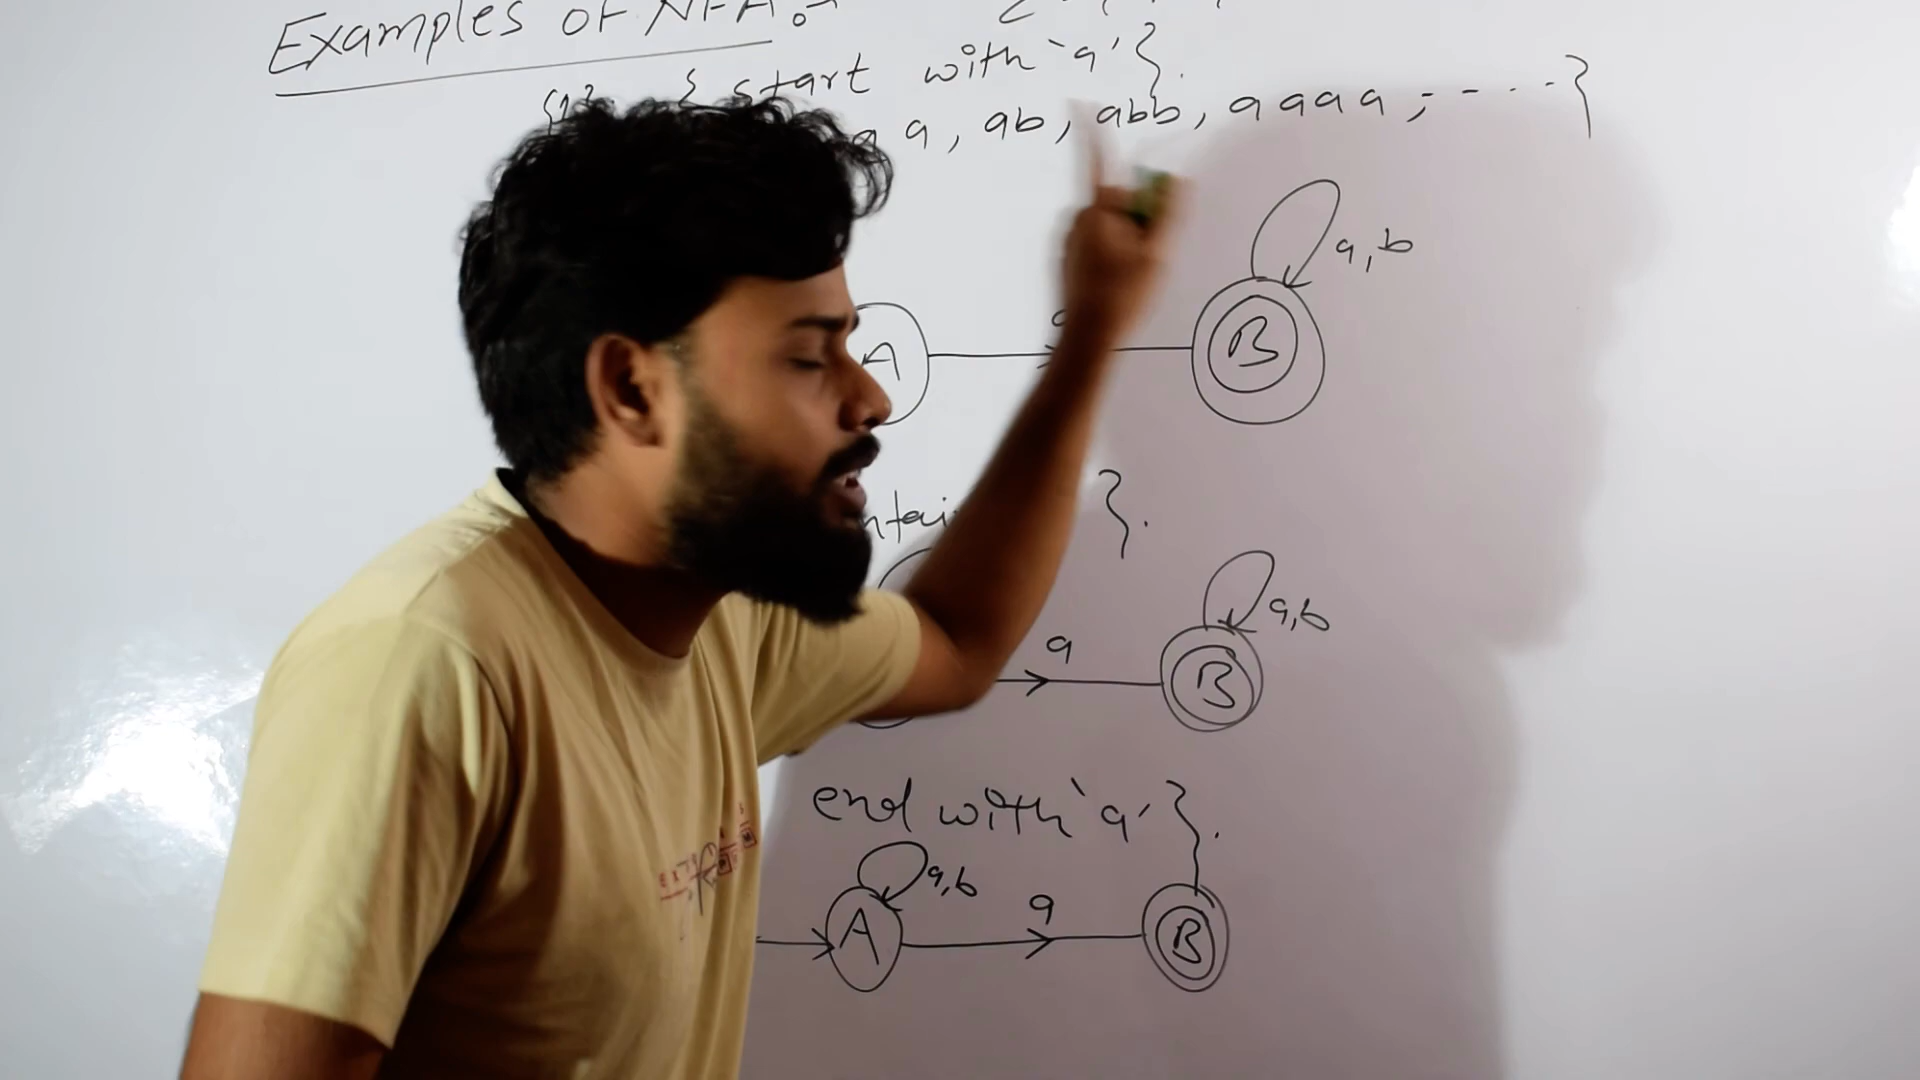 Examples of NFA :-
{ start with 'a' }.
a, ab, abb, aaaa, - - - - }
a, b
A
B
}.
a, b
a
B
end with 'a' }.
a, b
a
A
B